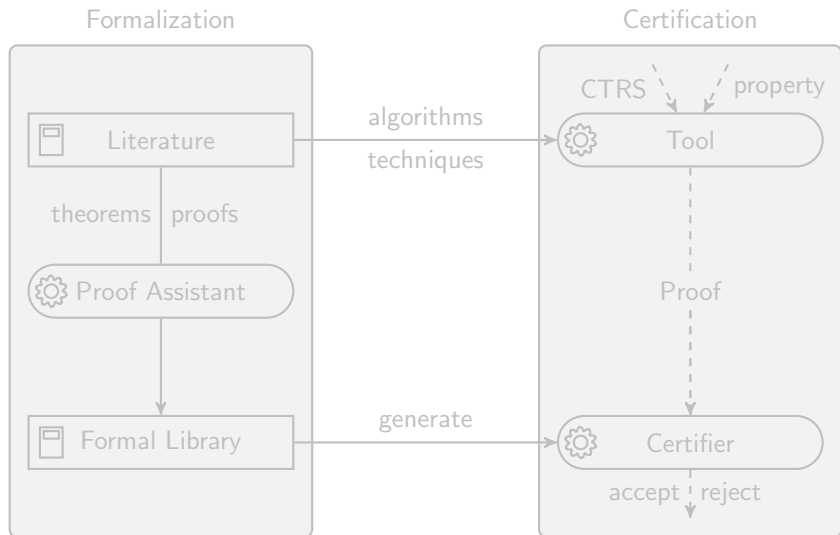 Formalization
Certification
CTRS
property
Literature
algorithms
techniques
Tool
theorems proofs
Proof Assistant
Proof
Formal Library
generate
Certifier
accept reject